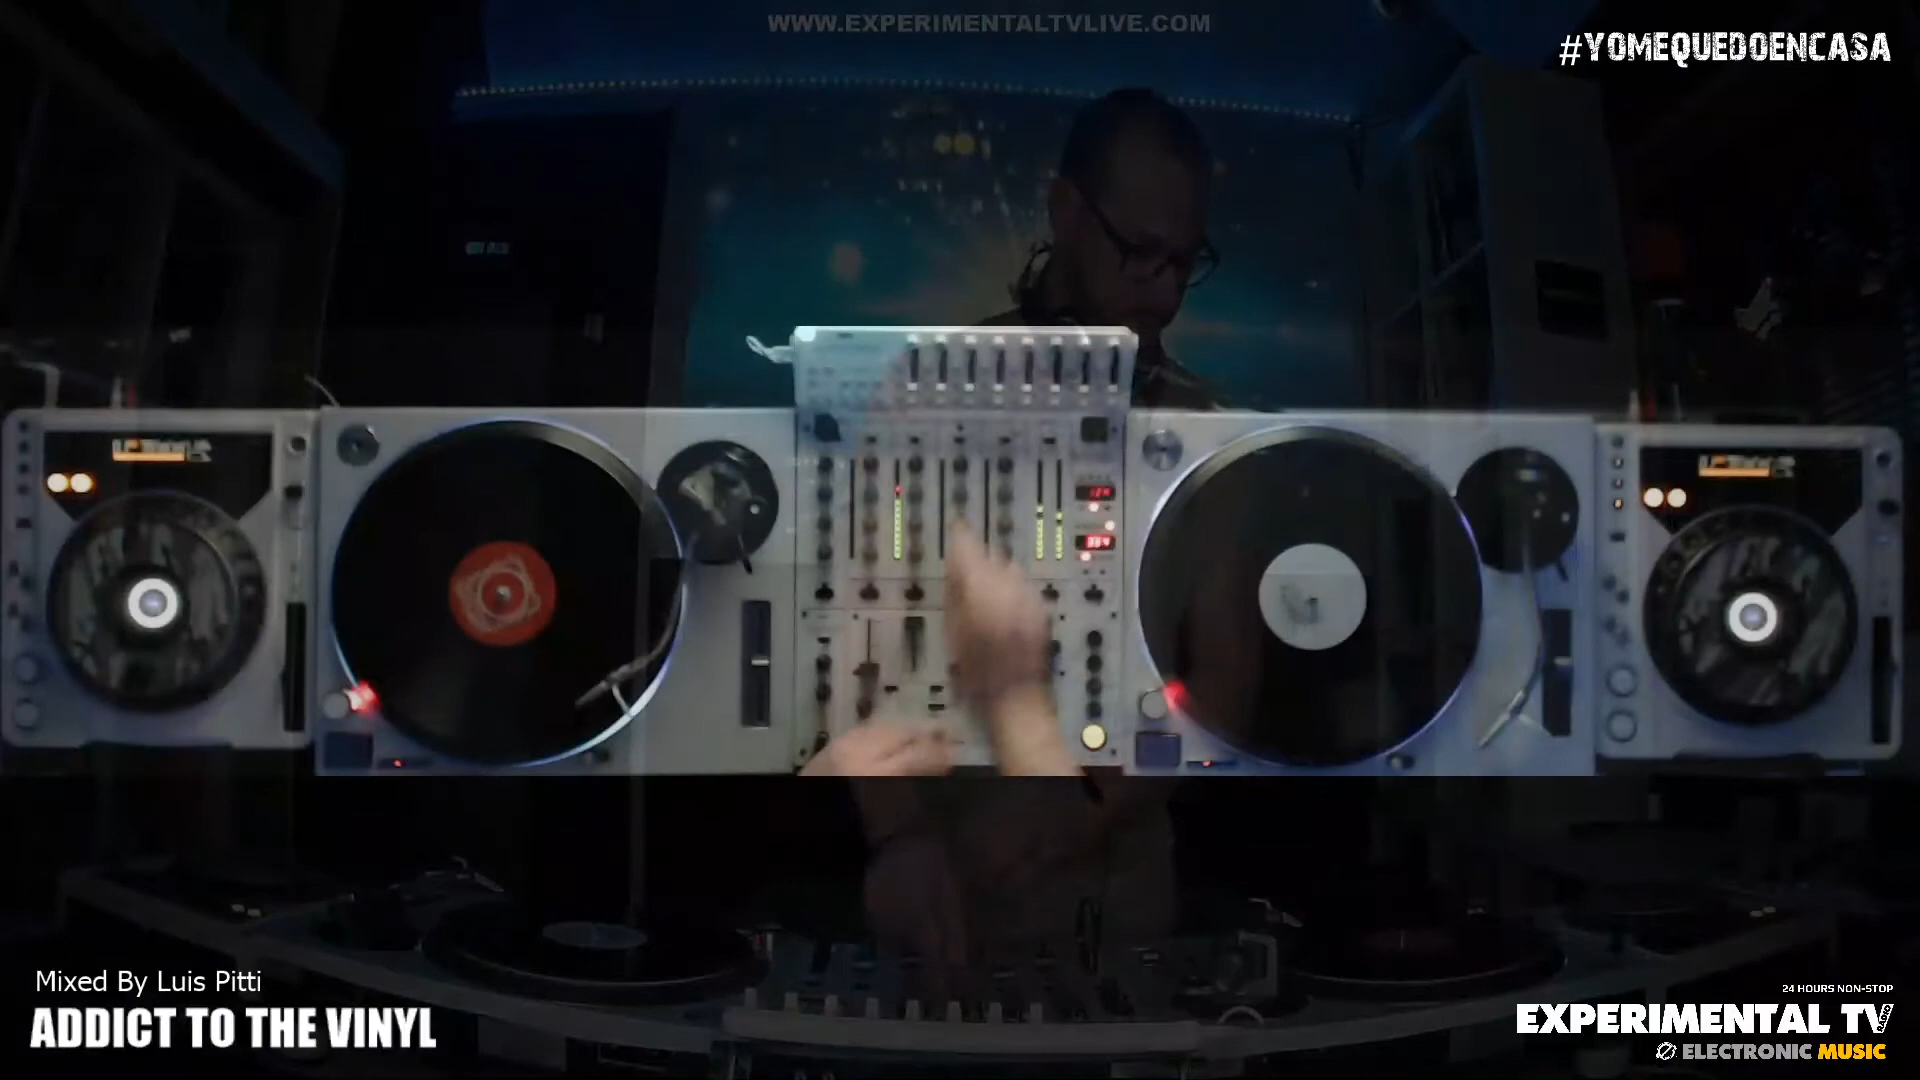 WWW.EXPERIMENTALTVLIVE.COM
#YOMEQUEDOENCASA
Mixed By Luis Pitti
ADDICT TO THE VINYL
24 HOURS NON-STOP
EXPERIMENTAL TV
ELECTRONIC MUSIC